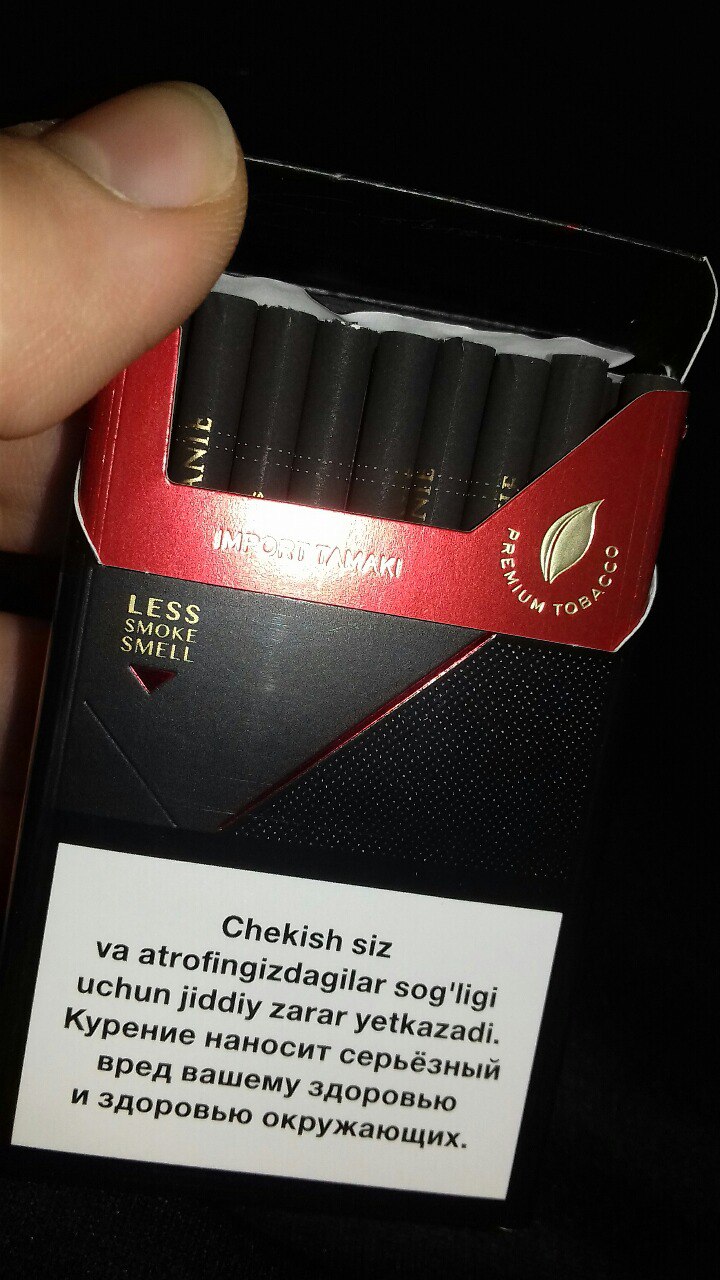 IMPORT TAMAKI
PREMIUM TOBACCO
LESS
SMOKE
SMELL
Chekish siz
va atrofingizdagilar sog'ligi
uchun jiddiy zarar yetkazadi.
Курение наносит серьёзный
вред вашему здоровью
и здоровью окружающих.